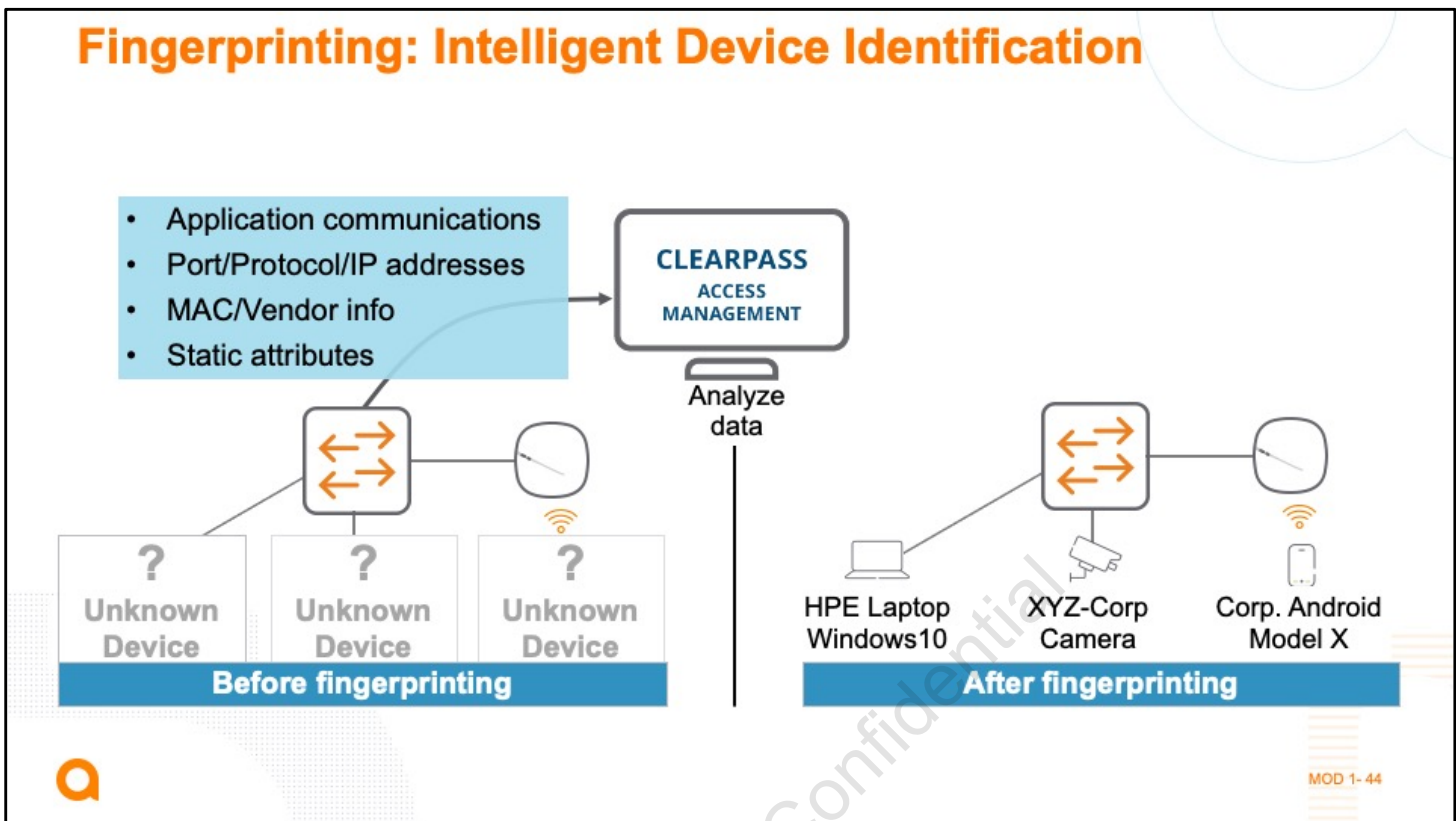 Fingerprinting: Intelligent Device Identification
• Application communications
• Port/Protocol/IP addresses
• MAC/Vendor info
• Static attributes
CLEARPASS
ACCESS
MANAGEMENT
Analyze
data
?
Unknown
Device
?
Unknown
Device
?
Unknown
Device
Before fingerprinting
HPE Laptop
Windows10
XYZ-Corp
Camera
Corp. Android
Model X
After fingerprinting
Confidential
MOD 1- 44